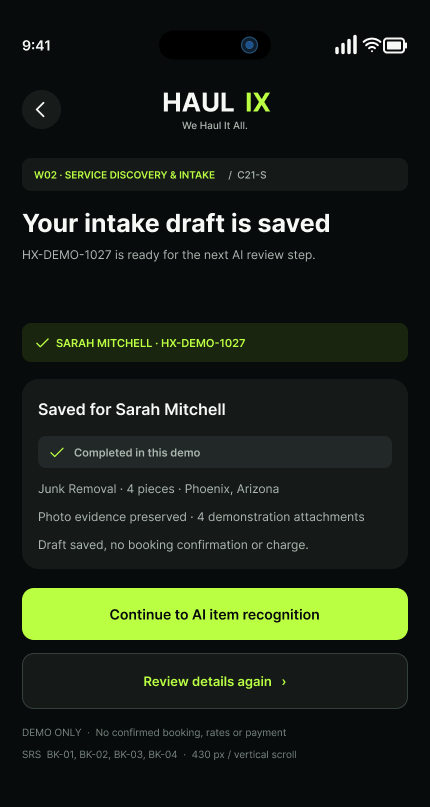 9:41
HAUL IX
We Haul It All.
W02 · SERVICE DISCOVERY & INTAKE / C21-S
Your intake draft is saved
HX-DEMO-1027 is ready for the next AI review step.
SARAH MITCHELL · HX-DEMO-1027
Saved for Sarah Mitchell
Completed in this demo
Junk Removal · 4 pieces · Phoenix, Arizona
Photo evidence preserved · 4 demonstration attachments
Draft saved, no booking confirmation or charge.
Continue to AI item recognition
Review details again ›
DEMO ONLY · No confirmed booking, rates or payment
SRS BK-01, BK-02, BK-03, BK-04 · 430 px / vertical scroll